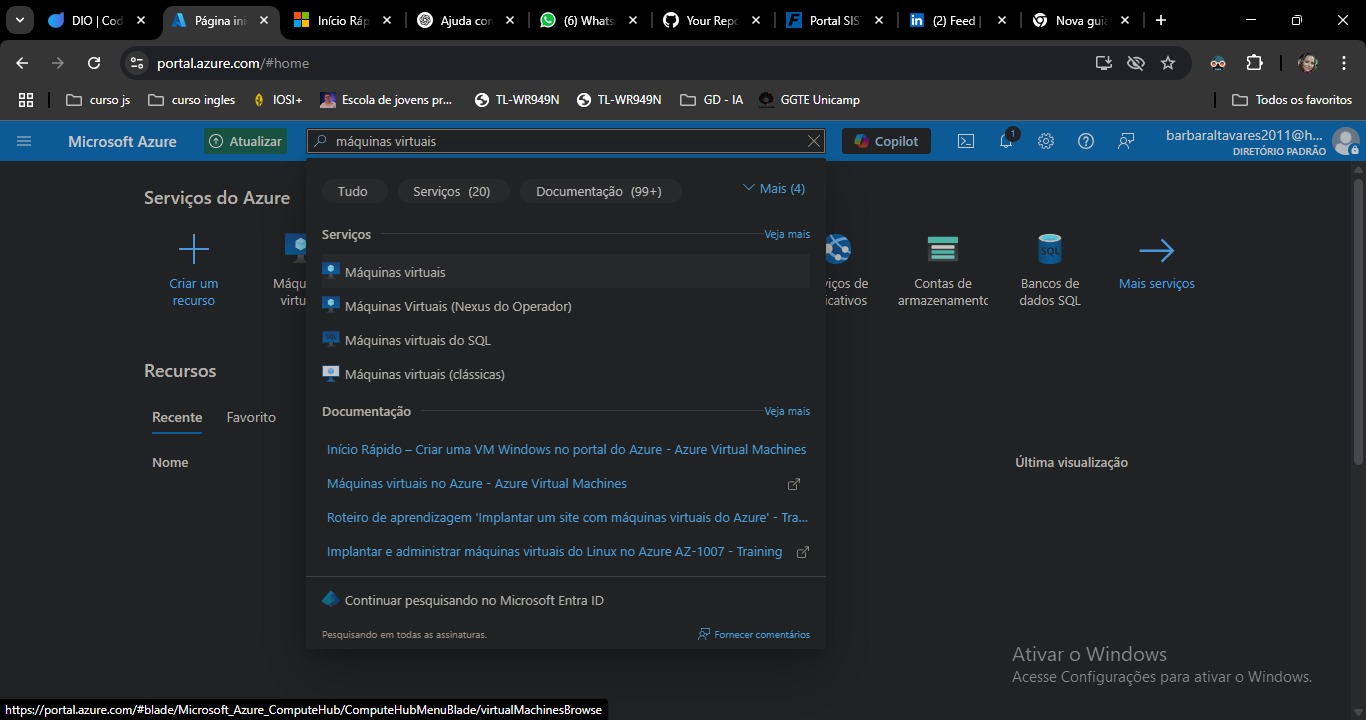 DIO | Cod
Página ini
Início Ráp
Ajuda con
(6) Whats
Your Repo
Portal SIS
(2) Feed |
Nova guia
portal.azure.com/#home
curso js
curso ingles
IOSI+
Escola de jovens pr...
TL-WR949N
TL-WR949N
GD - IA
GGTE Unicamp
Todos os favoritos
Microsoft Azure
Atualizar
máquinas virtuais
Copilot
1
barbaraltavares2011@h...
DIRETÓRIO PADRÃO
Tudo
Serviços (20)
Documentação (99+)
Mais (4)
Serviços do Azure
Serviços
Veja mais
Criar um
recurso
Máqu
virtu
Máquinas virtuais
Máquinas Virtuais (Nexus do Operador)
Máquinas virtuais do SQL
Máquinas virtuais (clássicas)
viços de
icativos
Contas de
armazenamento
SQL
Bancos de
dados SQL
Mais serviços
Recursos
Recente
Favorito
Nome
Última visualização
Documentação
Veja mais
Início Rápido – Criar uma VM Windows no portal do Azure - Azure Virtual Machines
Máquinas virtuais no Azure - Azure Virtual Machines
Roteiro de aprendizagem 'Implantar um site com máquinas virtuais do Azure' - Tra...
Implantar e administrar máquinas virtuais do Linux no Azure AZ-1007 - Training
Continuar pesquisando no Microsoft Entra ID
Pesquisando em todas as assinaturas.
Fornecer comentários
Ativar o Windows
Acesse Configurações para ativar o Windows.
https://portal.azure.com/#blade/Microsoft_Azure_ComputeHub/ComputeHubMenuBlade/virtualMachinesBrowse